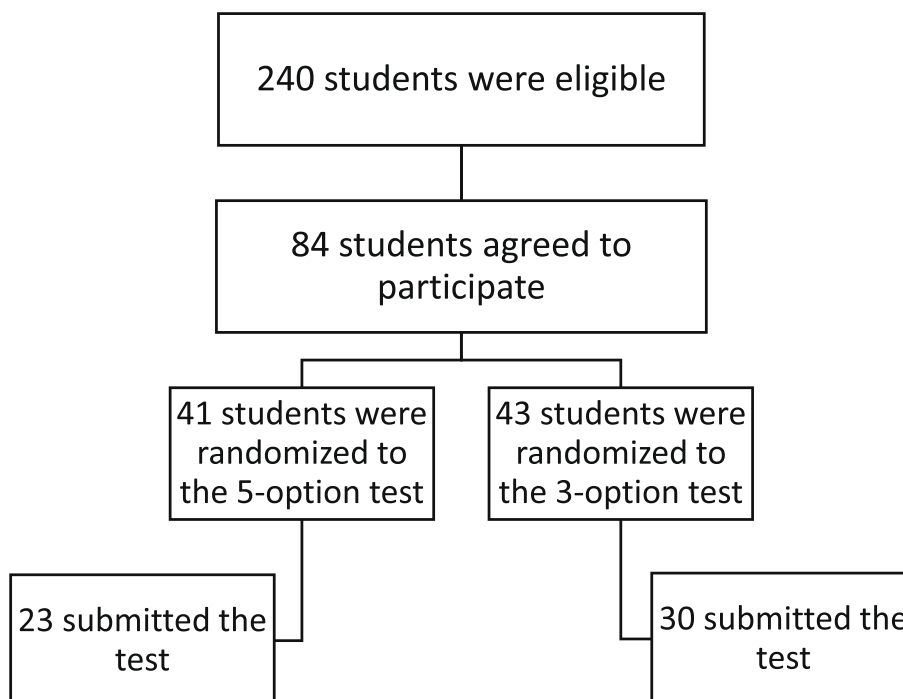 240 students were eligible
84 students agreed to
participate
41 students were
randomized to
the 5-option test
43 students were
randomized to
the 3-option test
23 submitted the
test
30 submitted the
test